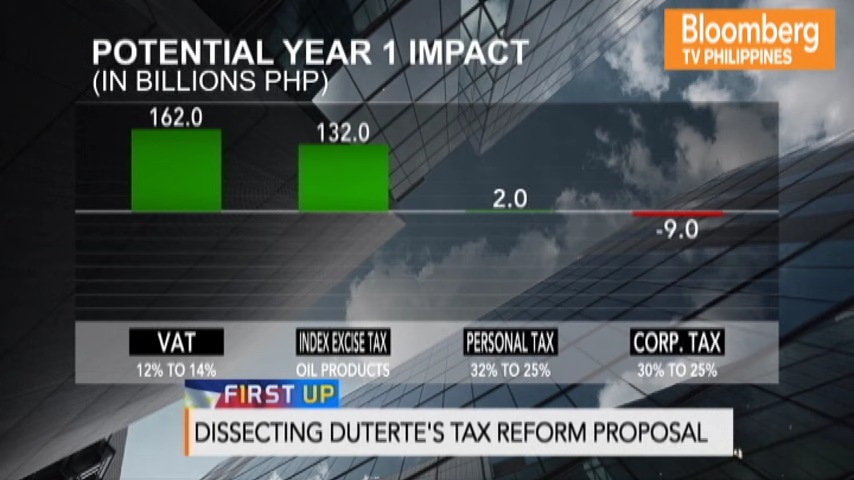 Bloomberg
TV PHILIPPINES
POTENTIAL YEAR 1 IMPACT
(IN BILLIONS PHP)
162.0
132.0
2.0
-9.0
VAT
INDEX EXCISE TAX
PERSONAL TAX
CORP. TAX
12% TO 14%
OIL PRODUCTS
32% TO 25%
30% TO 25%
FIRST UP
DISSECTING DUTERTE'S TAX REFORM PROPOSAL